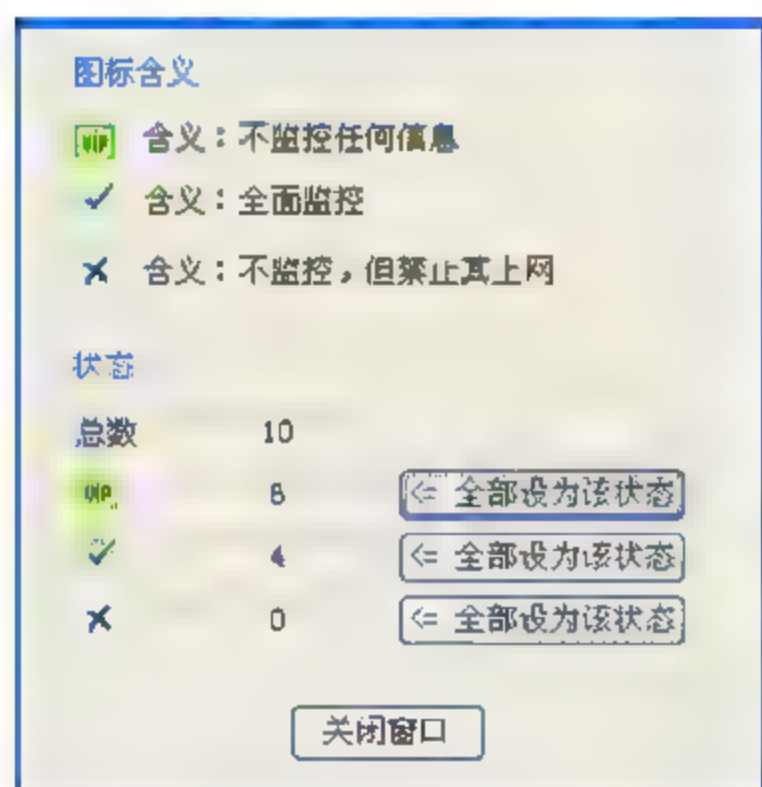 图标含义
VIP 含义：不监控任何信息
含义：全面监控
含义：不监控，但禁止其上网
状态
总数 10
VIP <= 全部设为该状态
4 <= 全部设为该状态
0 <= 全部设为该状态
关闭窗口